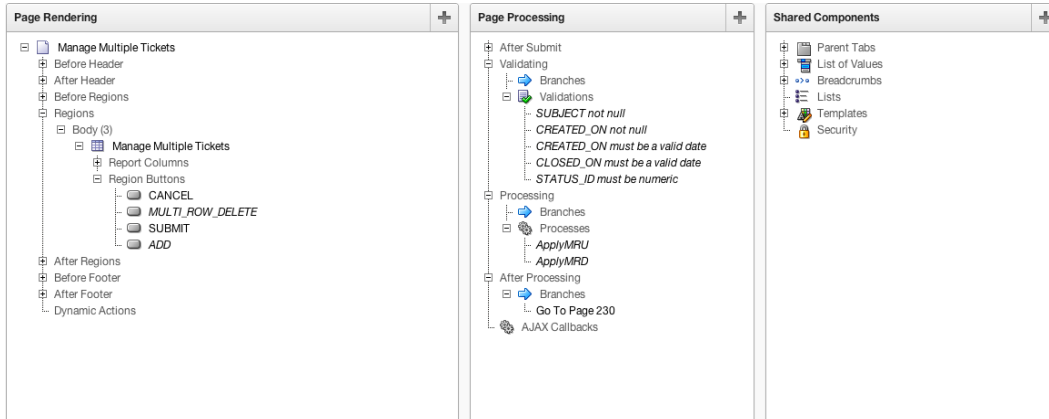 Page Rendering
Manage Multiple Tickets
Before Header
After Header
Before Regions
Regions
Body (3)
Manage Multiple Tickets
Report Columns
Region Buttons
CANCEL
MULTI_ROW_DELETE
SUBMIT
ADD
After Regions
Before Footer
After Footer
Dynamic Actions
Page Processing
After Submit
Validating
Branches
Validations
SUBJECT not null
CREATED_ON not null
CREATED_ON must be a valid date
CLOSED_ON must be a valid date
STATUS_ID must be numeric
Processing
Branches
Processes
ApplyMRU
ApplyMRD
After Processing
Branches
Go To Page 230
AJAX Callbacks
Shared Components
Parent Tabs
List of Values
Breadcrumbs
Lists
Templates
Security